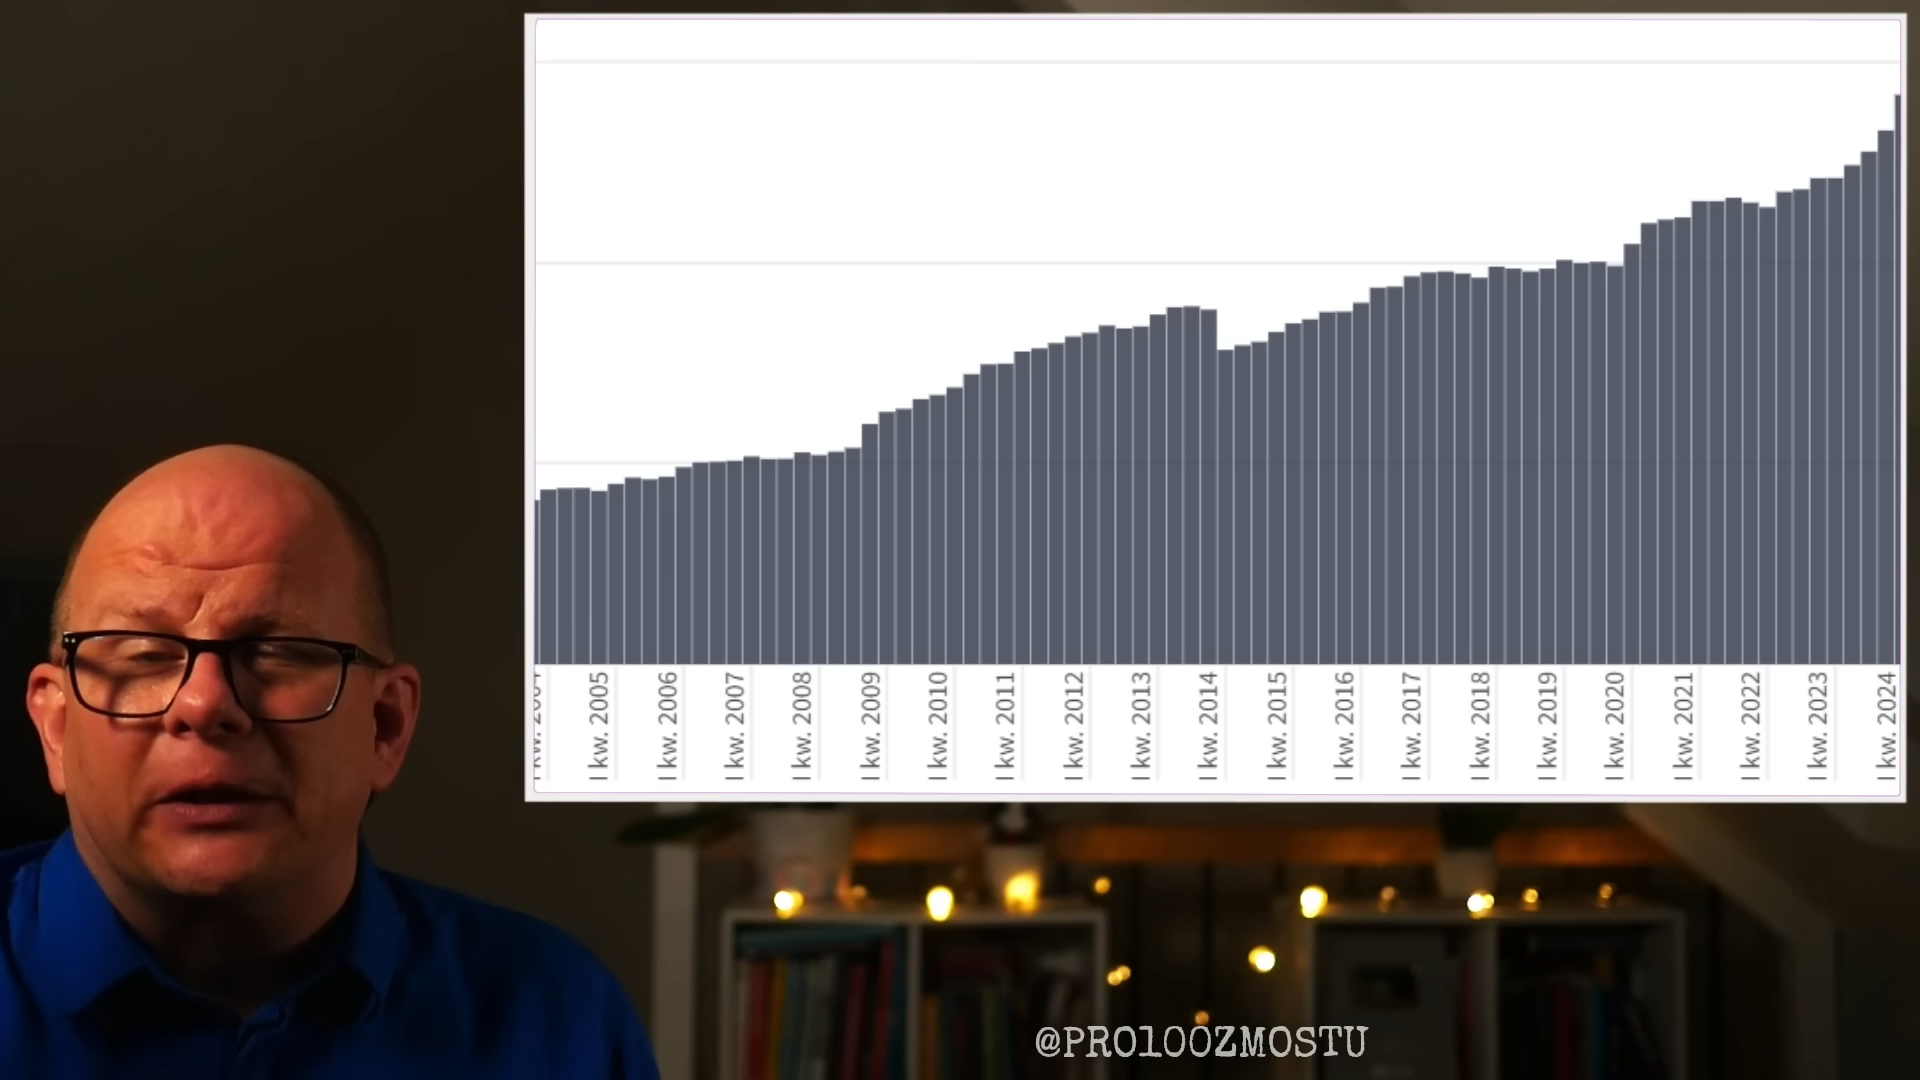 I kw. 2004
I kw. 2005
I kw. 2006
I kw. 2007
I kw. 2008
I kw. 2009
I kw. 2010
I kw. 2011
I kw. 2012
I kw. 2013
I kw. 2014
I kw. 2015
I kw. 2016
I kw. 2017
I kw. 2018
I kw. 2019
I kw. 2020
I kw. 2021
I kw. 2022
I kw. 2023
I kw. 2024
@PRO100ZMOSTU